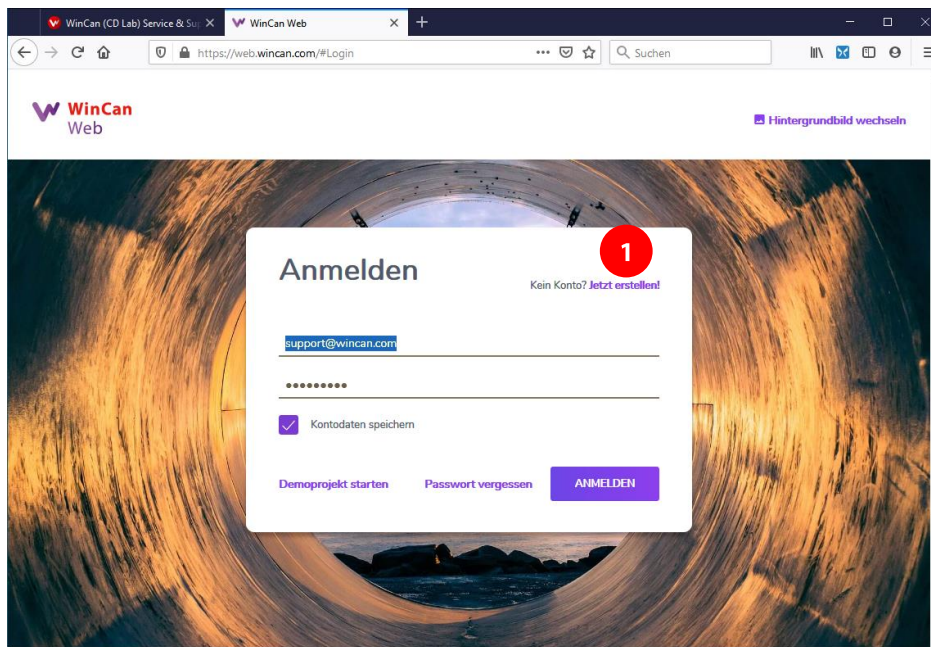 WinCan (CD Lab) Service & Sup
WinCan Web
https://web.wincan.com/#Login
Suchen
WinCan
Web
Hintergrundbild wechseln
1
Anmelden
Kein Konto? Jetzt erstellen!
support@wincan.com
Kontodaten speichern
Demoprojekt starten
Passwort vergessen
ANMELDEN